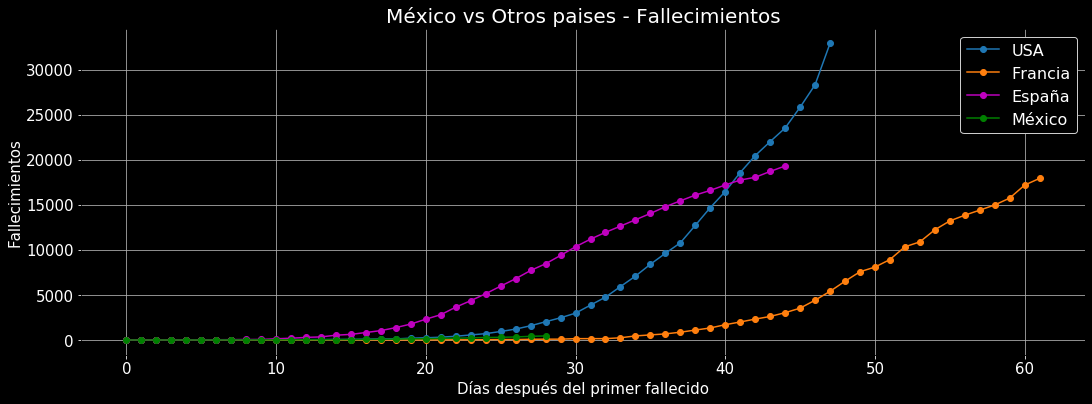 México vs Otros paises - Fallecimientos
USA
Francia
España
México
Fallecimientos
30000
25000
20000
15000
10000
5000
0
0 10 20 30 40 50 60
Días después del primer fallecido